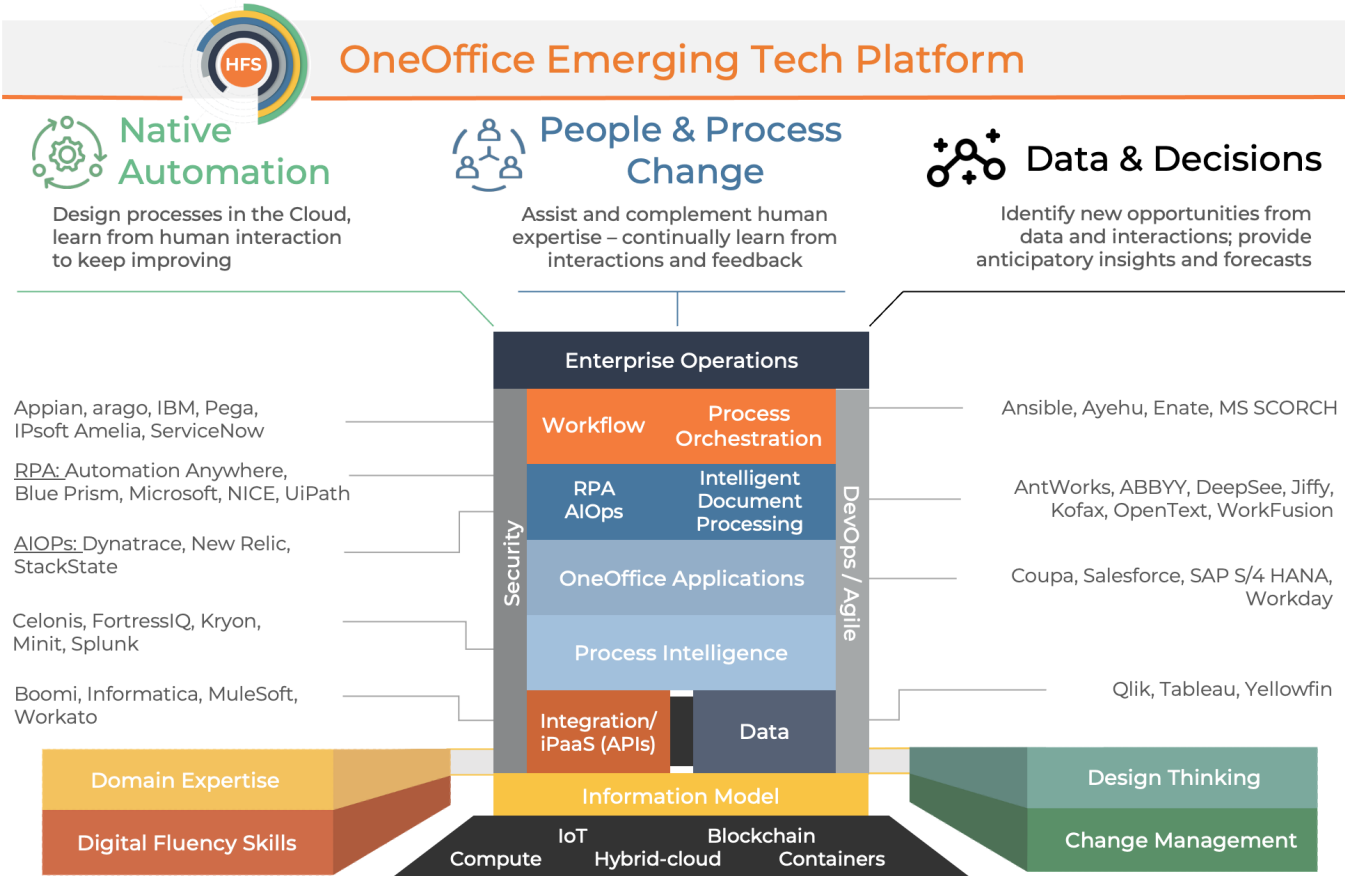 HFS
OneOffice Emerging Tech Platform
Native
Automation
Design processes in the Cloud,
learn from human interaction
to keep improving
People & Process
Change
Assist and complement human
expertise – continually learn from
interactions and feedback
Data & Decisions
Identify new opportunities from
data and interactions; provide
anticipatory insights and forecasts
Enterprise Operations
Appian, arago, IBM, Pega,
IPsoft Amelia, ServiceNow
RPA: Automation Anywhere,
Blue Prism, Microsoft, NICE, UiPath
AIOPs: Dynatrace, New Relic,
StackState
Celonis, FortressIQ, Kryon,
Minit, Splunk
Boomi, Informatica, MuleSoft,
Workato
Security
Workflow
Process
Orchestration
RPA
AIOps
Intelligent
Document
Processing
OneOffice Applications
Process Intelligence
Integration/
iPaaS (APIs)
Data
DevOps / Agile
Ansible, Ayehu, Enate, MS SCORCH
AntWorks, ABBYY, DeepSee, Jiffy,
Kofax, OpenText, WorkFusion
Coupa, Salesforce, SAP S/4 HANA,
Workday
Qlik, Tableau, Yellowfin
Domain Expertise
Digital Fluency Skills
Information Model
IoT Blockchain
Compute Hybrid-cloud Containers
Design Thinking
Change Management